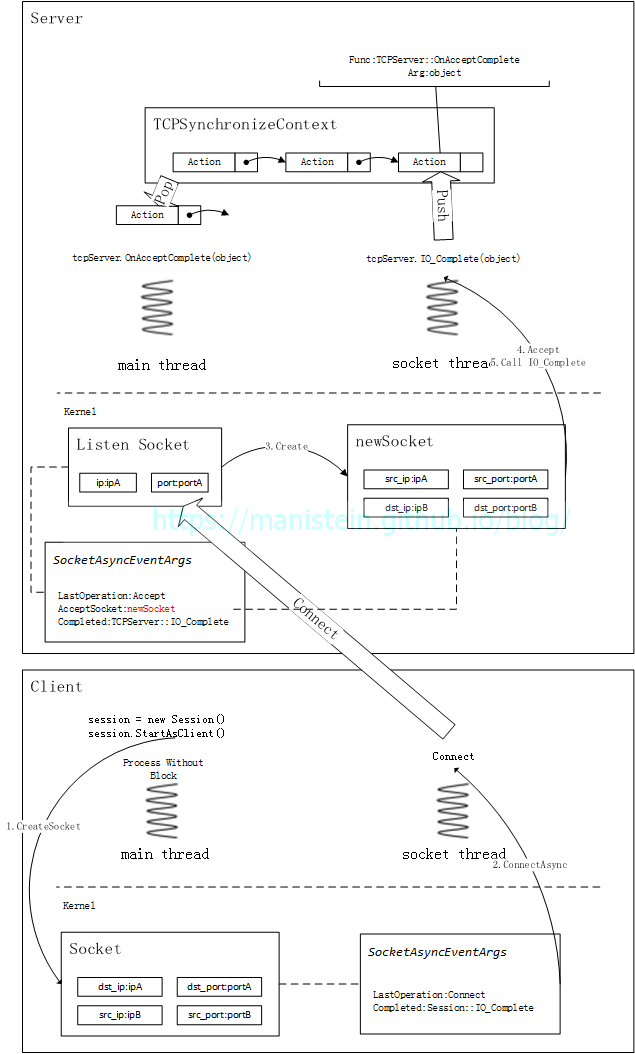 Server
Func:TCPServer::OnAcceptComplete
Arg:object
TCPSynchronizeContext
Action
Action
Action
Pop
Push
Action
tcpServer.OnAcceptComplete(object)
tcpServer.IO_Complete(object)
main thread
socket thread
4.Accept
5.Call IO_Complete
Kernel
Listen Socket
ip:ipA
port:portA
3.Create
newSocket
src_ip:ipA
src_port:portA
dst_ip:ipB
dst_port:portB
https://manistein.github.io/blog/
SocketAsyncEventArgs
LastOperation:Accept
AcceptSocket:newSocket
Completed:TCPServer::IO_Complete
Connect
Client
session = new Session()
session.StartAsClient()
Process Without
Block
Connect
1.CreateSocket
main thread
socket thread
2.ConnectAsync
Kernel
Socket
dst_ip:ipA
dst_port:portA
src_ip:ipB
src_port:portB
SocketAsyncEventArgs
LastOperation:Connect
Completed:Session::IO_Complete